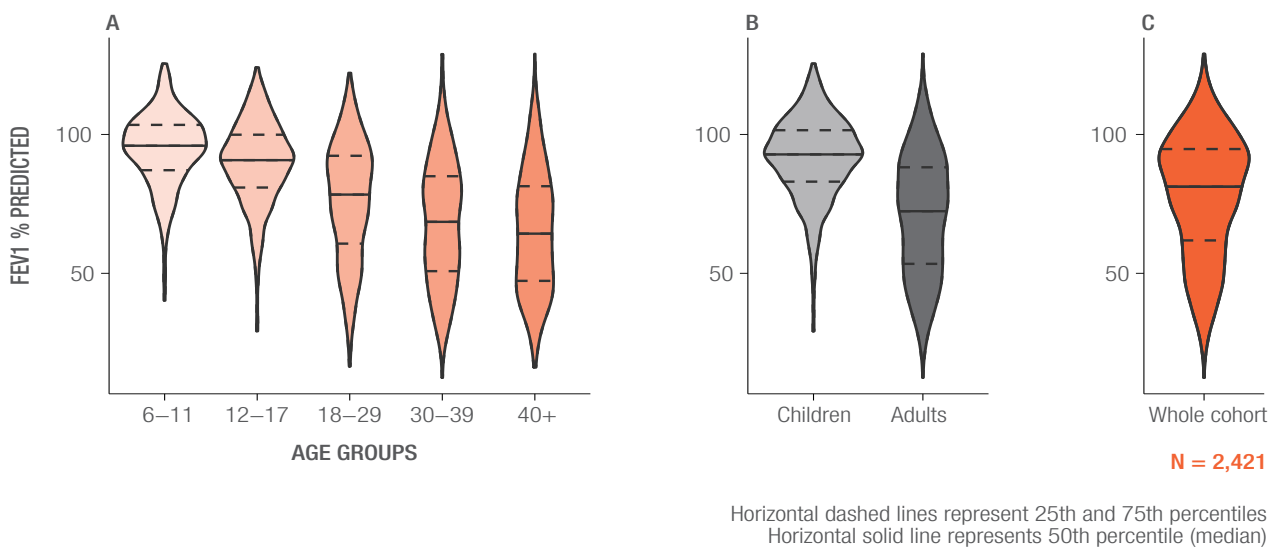 A
FEV1 % PREDICTED
100
50
6–11 12–17 18–29 30–39 40+
AGE GROUPS
B
100
50
Children Adults
C
100
50
Whole cohort
N = 2,421
Horizontal dashed lines represent 25th and 75th percentiles
Horizontal solid line represents 50th percentile (median)